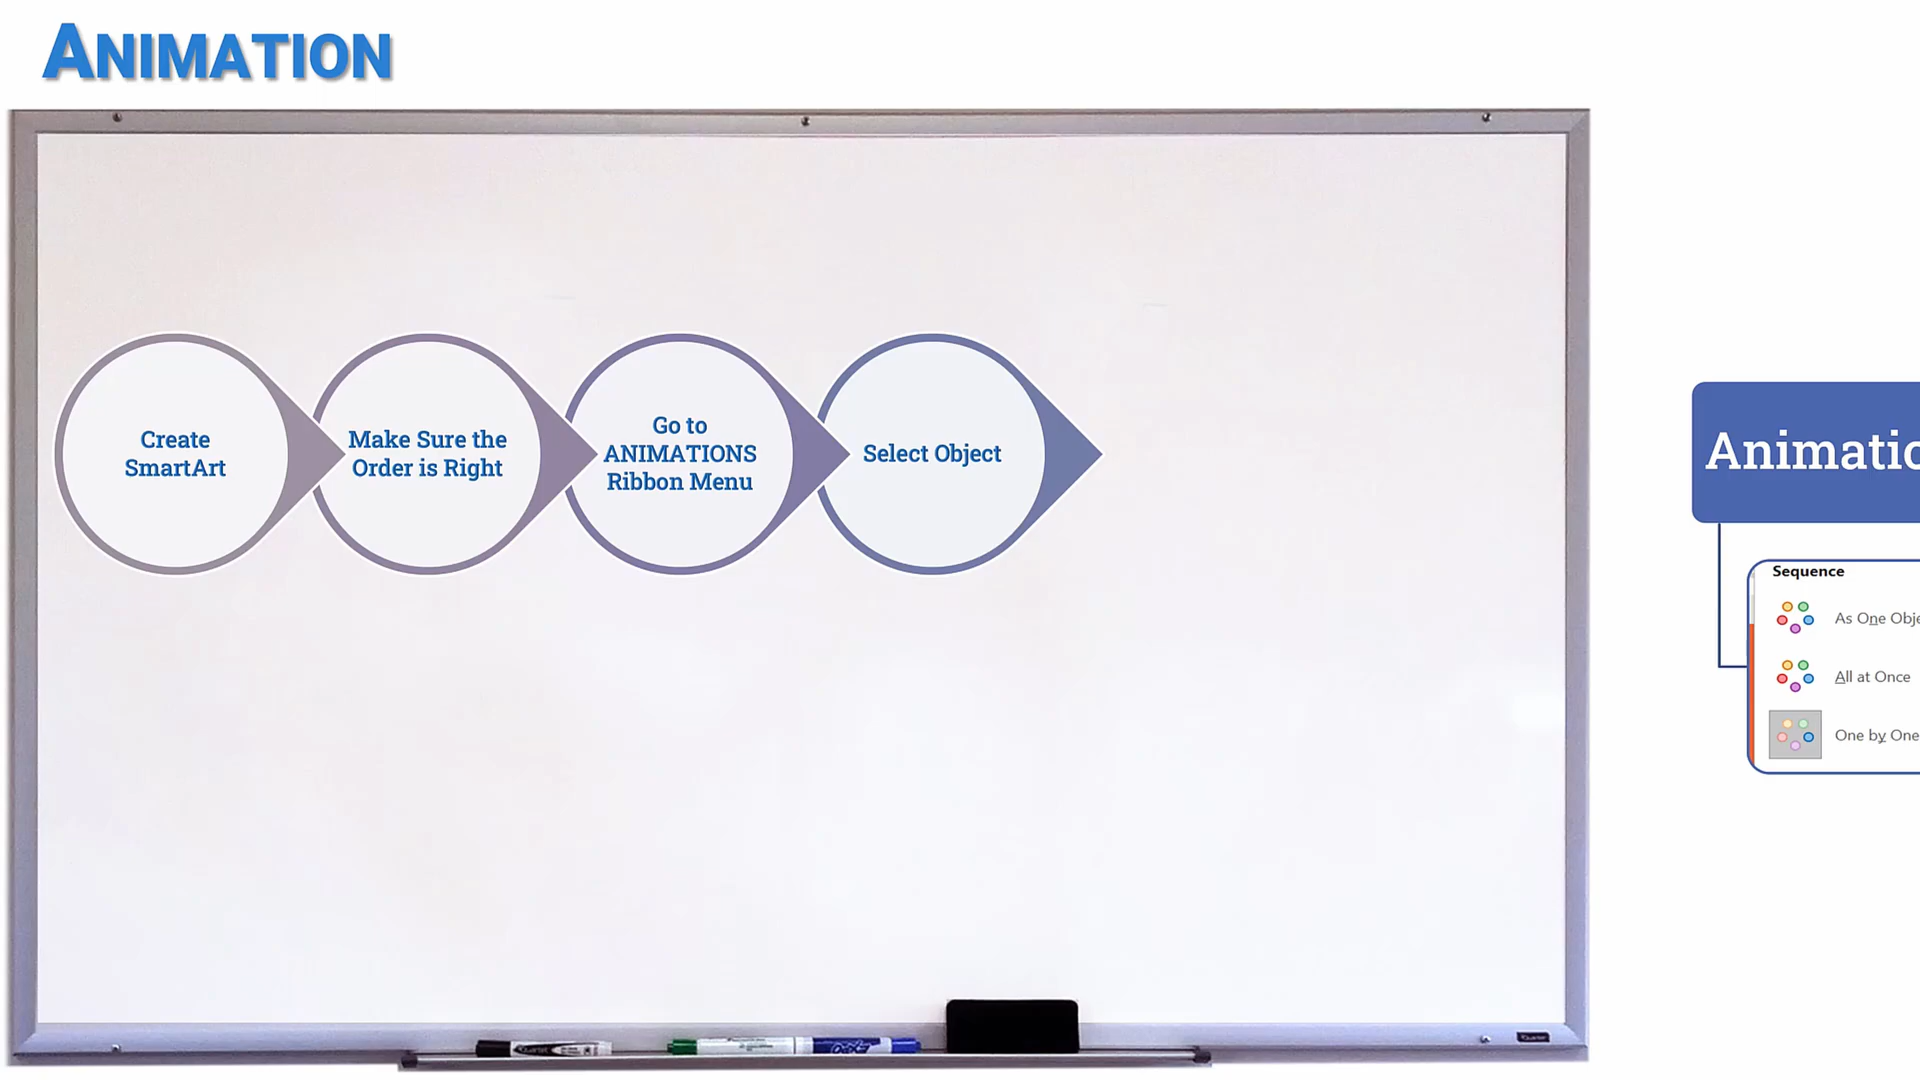 ANIMATION
Create
SmartArt
Make Sure the
Order is Right
Go to
ANIMATIONS
Ribbon Menu
Select Object
Animatio
Sequence
As One Obje
All at Once
One by One